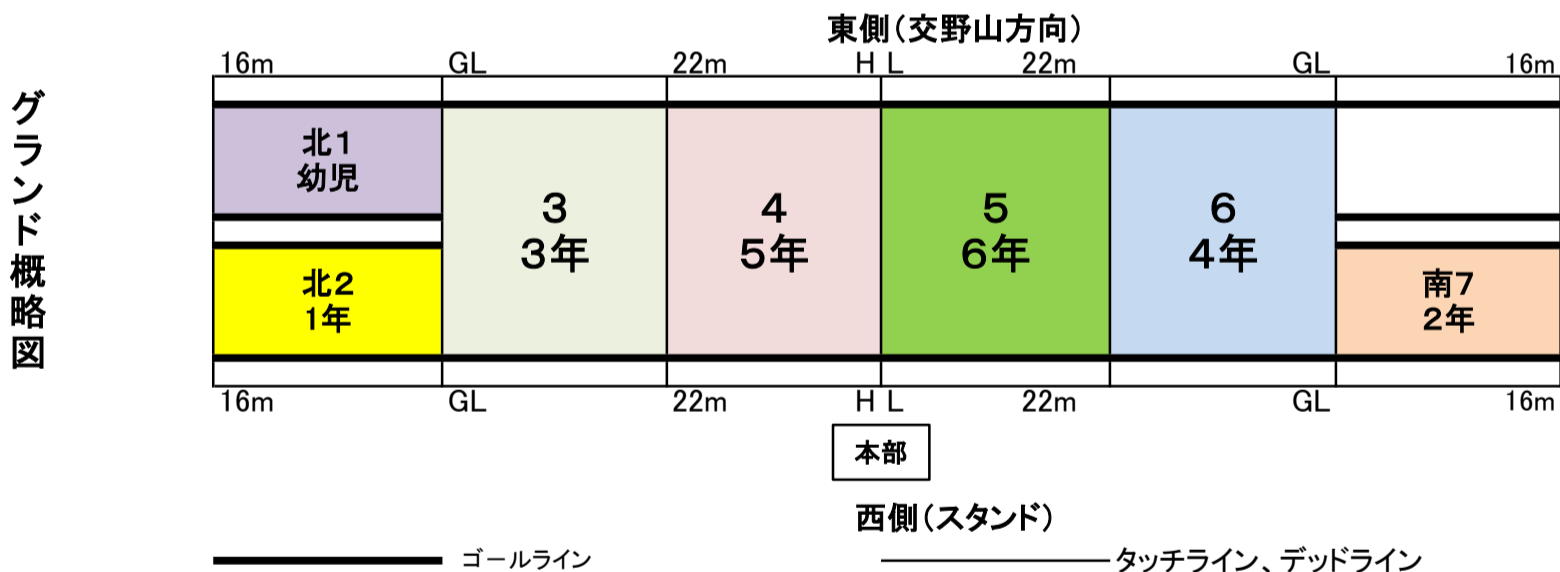 グランド概略図
東側（交野山方向）
16m GL 22m H L 22m GL 16m
北１
幼児
北２
１年
３
３年
４
５年
５
６年
６
４年
南７
２年
16m GL 22m H L 22m GL 16m
本部
西側（スタンド）
ゴールライン
タッチライン、デッドライン